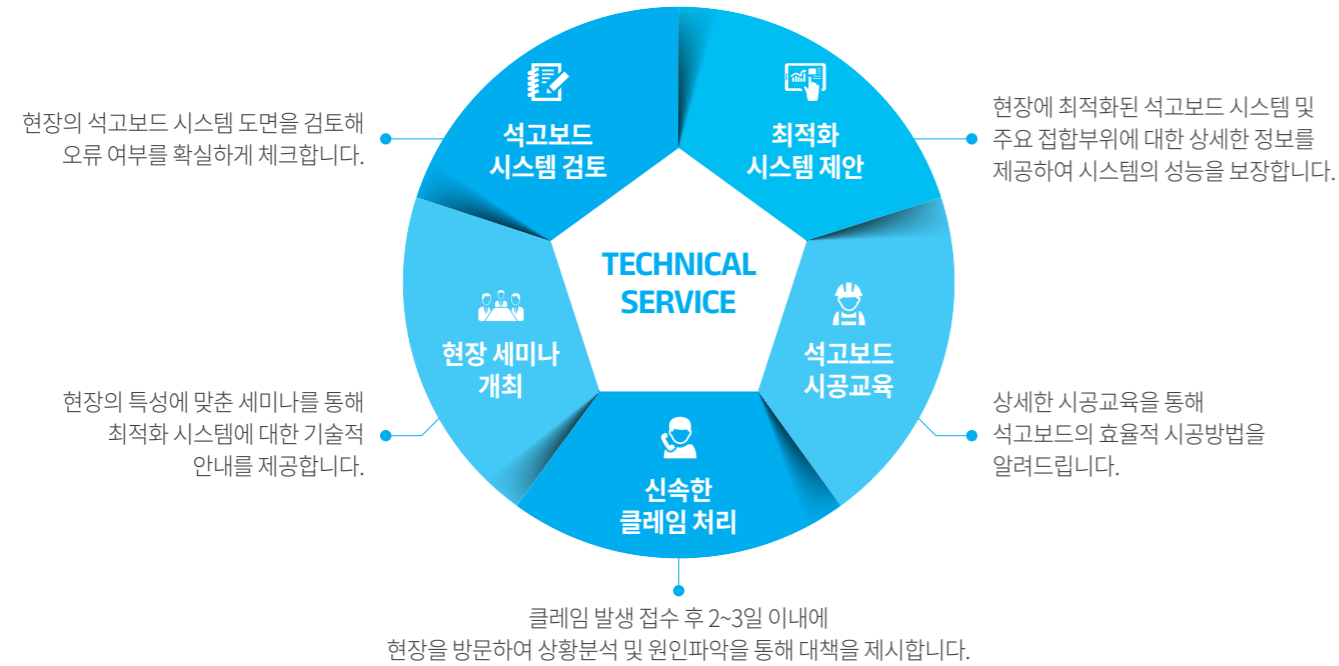 석고보드
시스템 검토
현장의 석고보드 시스템 도면을 검토해
오류 여부를 확실하게 체크합니다.
최적화
시스템 제안
현장에 최적화된 석고보드 시스템 및
주요 접합부위에 대한 상세한 정보를
제공하여 시스템의 성능을 보장합니다.
TECHNICAL
SERVICE
현장 세미나
개최
현장의 특성에 맞춘 세미나를 통해
최적화 시스템에 대한 기술적
안내를 제공합니다.
석고보드
시공교육
상세한 시공교육을 통해
석고보드의 효율적 시공방법을
알려드립니다.
신속한
클레임 처리
클레임 발생 접수 후 2~3일 이내에
현장을 방문하여 상황분석 및 원인파악을 통해 대책을 제시합니다.